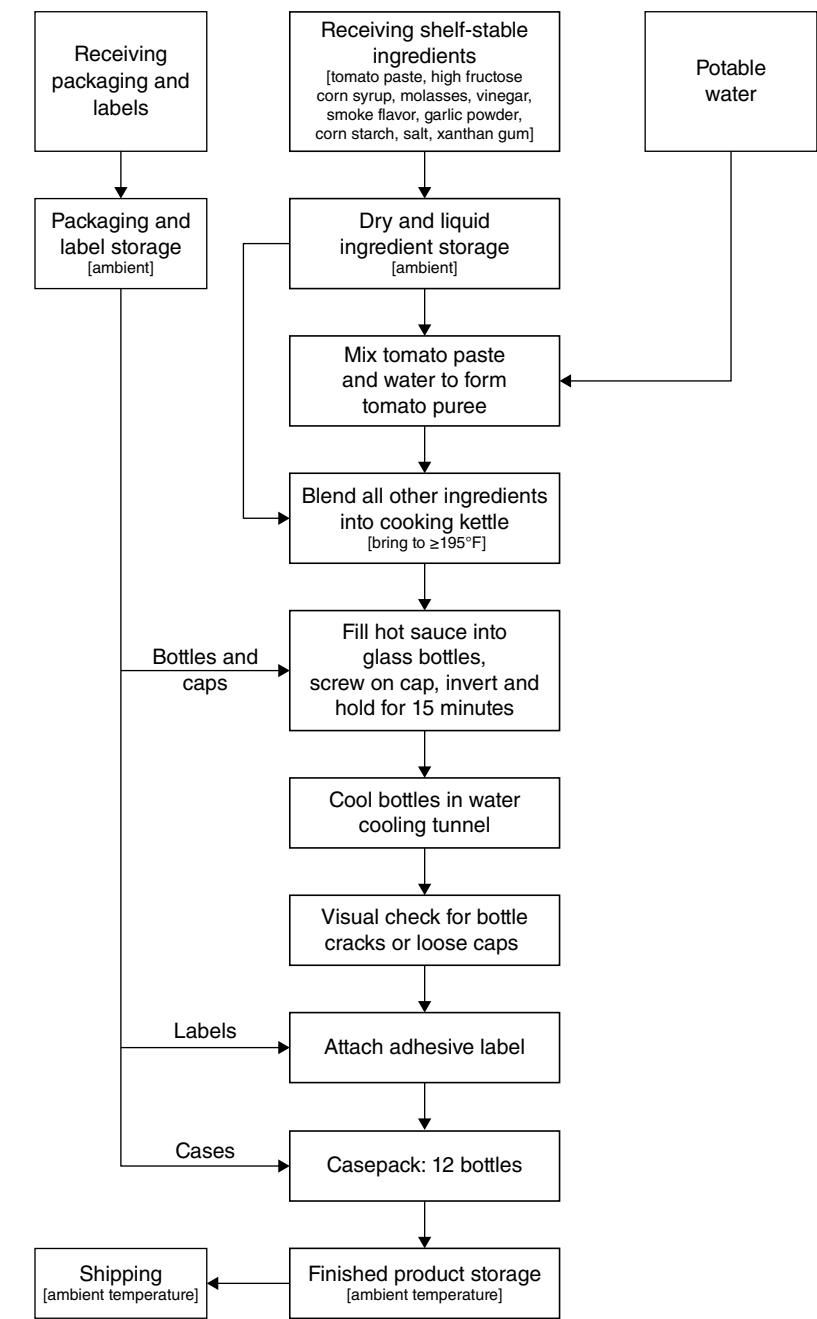 Receiving
packaging and
labels
Receiving shelf-stable
ingredients
[tomato paste, high fructose
corn syrup, molasses, vinegar,
smoke flavor, garlic powder,
corn starch, salt, xanthan gum]
Potable
water
Packaging and
label storage
[ambient]
Dry and liquid
ingredient storage
[ambient]
Mix tomato paste
and water to form
tomato puree
Blend all other ingredients
into cooking kettle
[bring to ≥195°F]
Bottles and
caps
Fill hot sauce into
glass bottles,
screw on cap, invert and
hold for 15 minutes
Cool bottles in water
cooling tunnel
Visual check for bottle
cracks or loose caps
Labels
Attach adhesive label
Cases
Casepack: 12 bottles
Shipping
[ambient temperature]
Finished product storage
[ambient temperature]